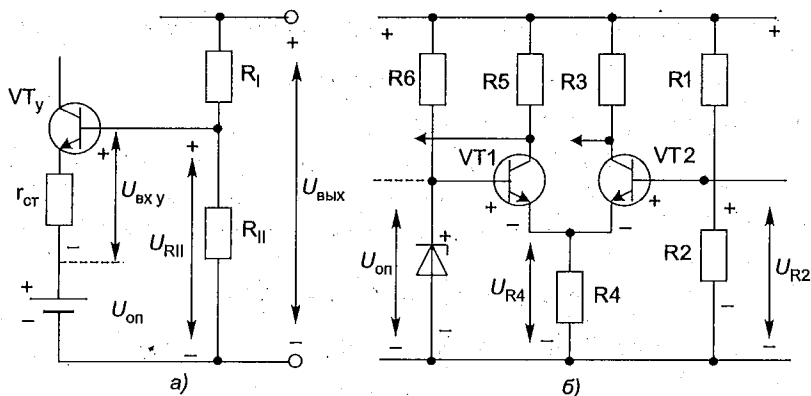 VTу
rст
Uвх у
URII
Uоп
RI
RII
Uвых
+
−
а)
R6
R5
R3
R1
VT1
VT2
Uоп
UR4
R4
R2
UR2
+
−
б)